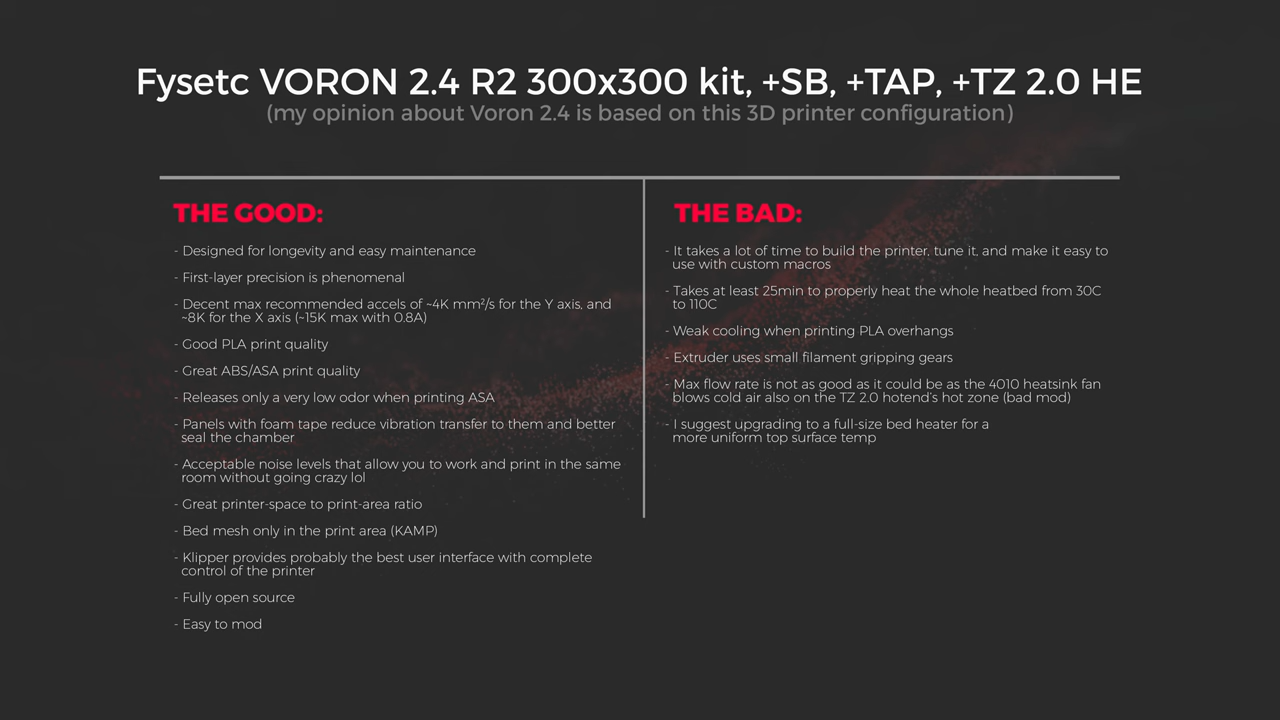 Fysetc VORON 2.4 R2 300x300 kit, +SB, +TAP, +TZ 2.0 HE
(my opinion about Voron 2.4 is based on this 3D printer configuration)
THE GOOD:
- Designed for longevity and easy maintenance
- First-layer precision is phenomenal
- Decent max recommended accels of ~4K mm²/s for the Y axis, and
~8K for the X axis (~15K max with 0.8A)
- Good PLA print quality
- Great ABS/ASA print quality
- Releases only a very low odor when printing ASA
- Panels with foam tape reduce vibration transfer to them and better
seal the chamber
- Acceptable noise levels that allow you to work and print in the same
room without going crazy lol
- Great printer-space to print-area ratio
- Bed mesh only in the print area (KAMP)
- Klipper provides probably the best user interface with complete
control of the printer
- Fully open source
- Easy to mod
THE BAD:
- It takes a lot of time to build the printer, tune it, and make it easy to
use with custom macros
- Takes at least 25min to properly heat the whole heatbed from 30C
to 110C
- Weak cooling when printing PLA overhangs
- Extruder uses small filament gripping gears
- Max flow rate is not as good as it could be as the 4010 heatsink fan
blows cold air also on the TZ 2.0 hotend's hot zone (bad mod)
- I suggest upgrading to a full-size bed heater for a
more uniform top surface temp